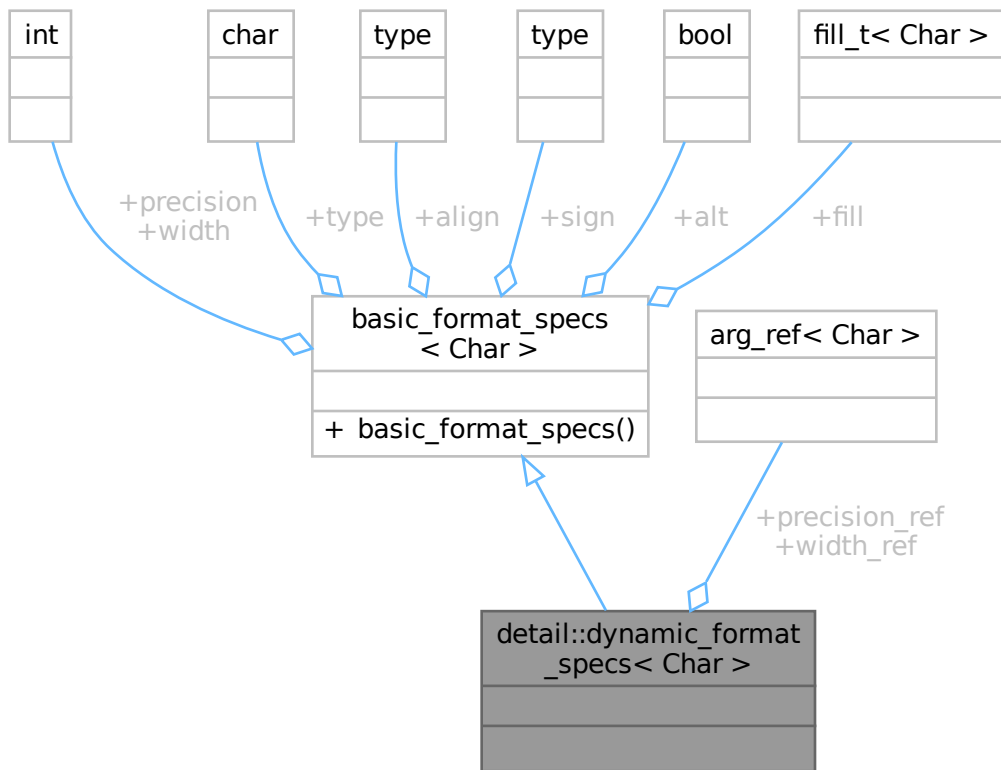 int
char
type
type
bool
fill_t< Char >
+precision
+width
+type
+align
+sign
+alt
+fill
basic_format_specs
< Char >
+ basic_format_specs()
arg_ref< Char >
+precision_ref
+width_ref
detail::dynamic_format
_specs< Char >